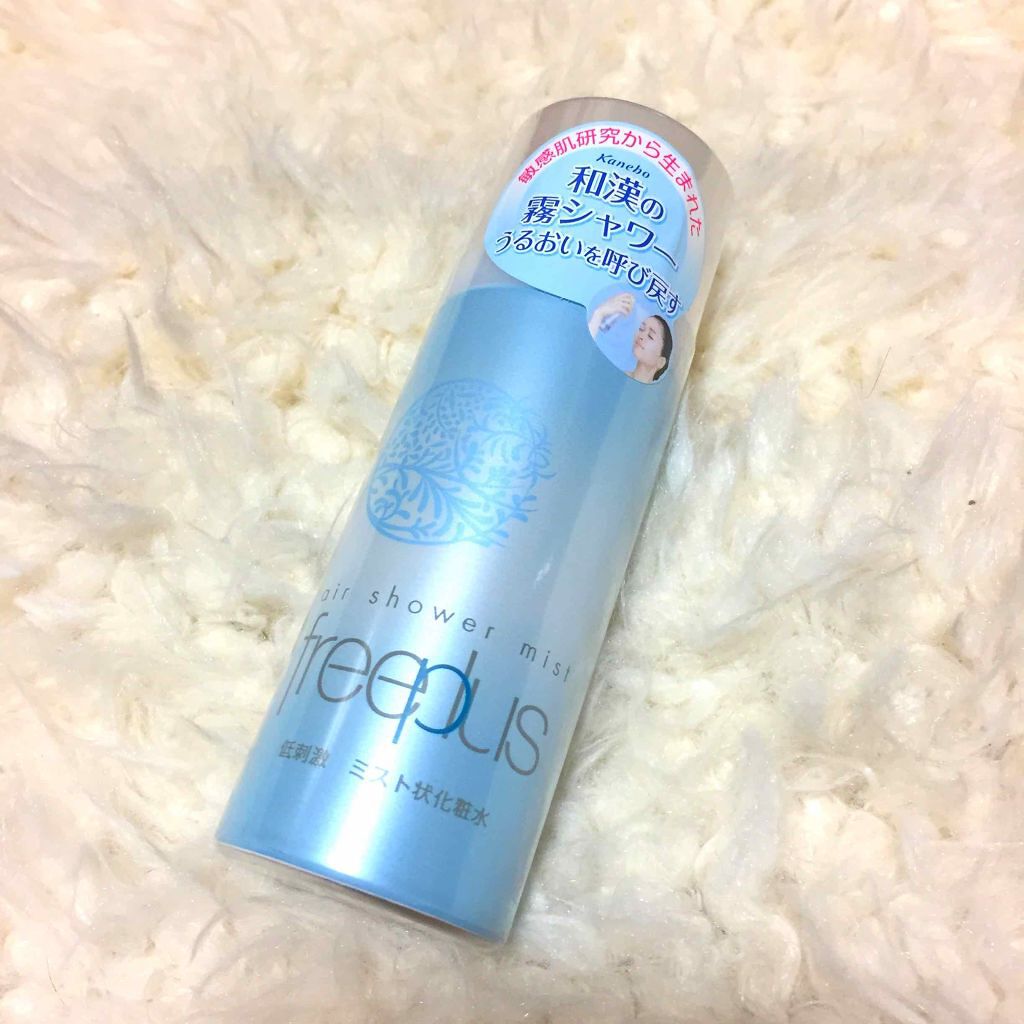 敏感肌研究から生まれた
Kanebo
和漢の
霧シャワー
うるおいを呼び戻す
air shower mist
freeplus
低刺激 ミスト状化粧水